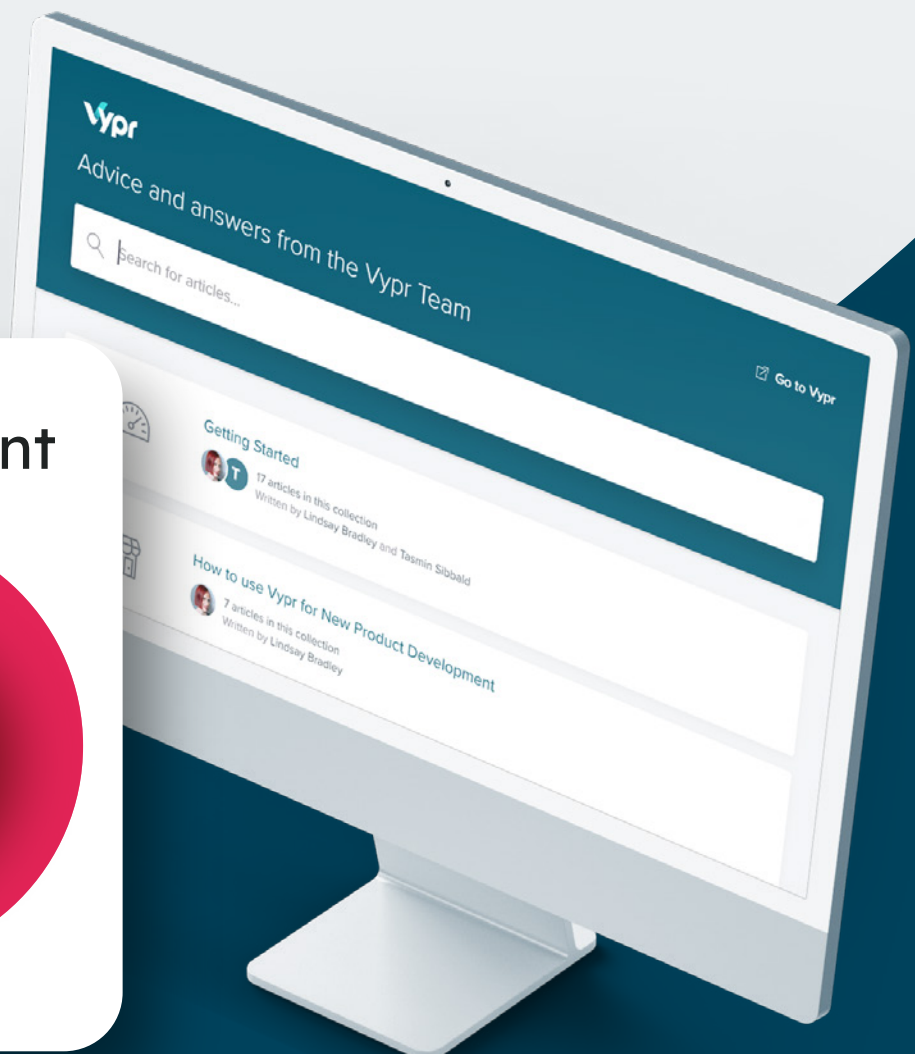 Vypr
Advice and answers from the Vypr Team
Search for articles...
Go to Vypr
Getting Started
T
17 articles in this collection
Written by Lindsay Bradley and Tasmin Sibbald
How to use Vypr for New Product Development
7 articles in this collection
Written by Lindsay Bradley
nt